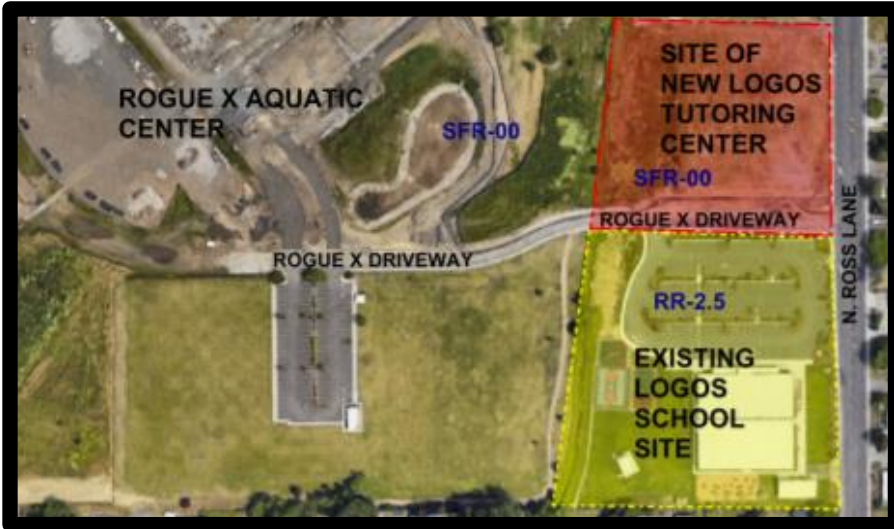 ROGUE X AQUATIC
CENTER
SFR-00
SITE OF
NEW LOGOS
TUTORING
CENTER
SFR-00
ROGUE X DRIVEWAY
ROGUE X DRIVEWAY
N. ROSS LANE
RR-2.5
EXISTING
LOGOS
SCHOOL
SITE